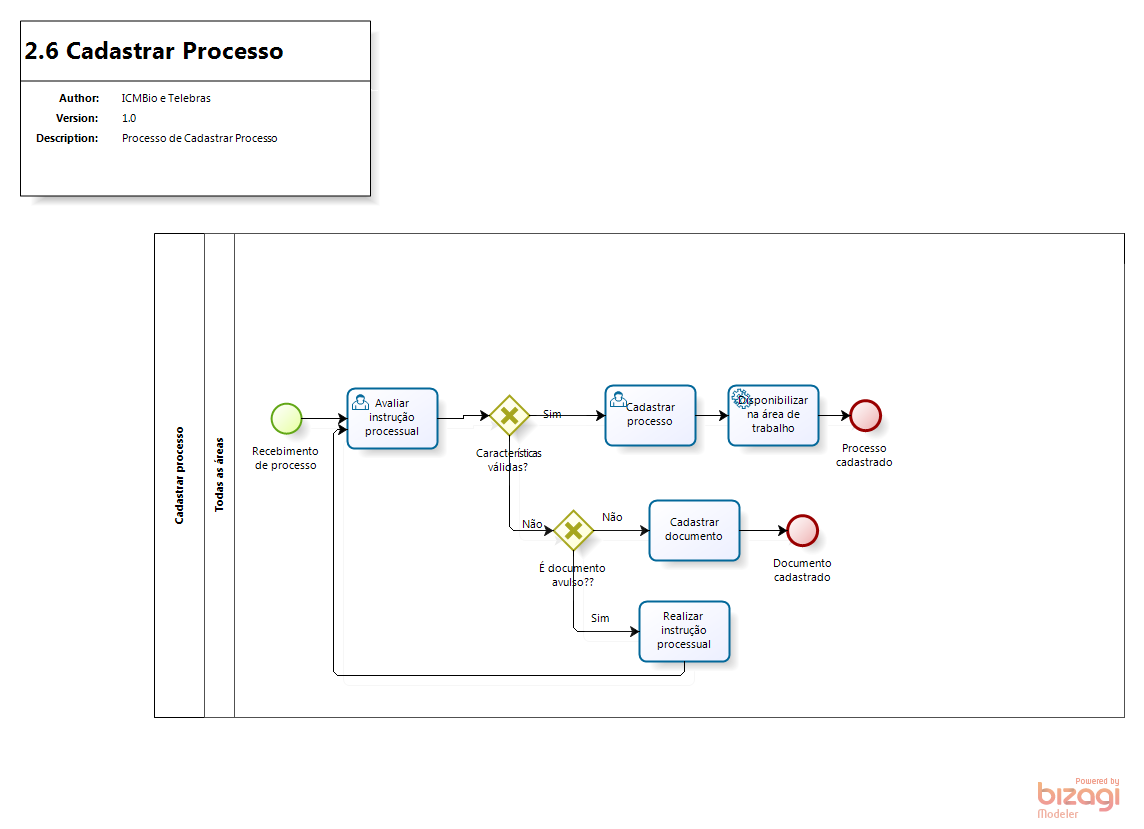 2.6 Cadastrar Processo
Author: ICMBio e Telebras
Version: 1.0
Description: Processo de Cadastrar Processo
Cadastrar processo
Todas as áreas
Recebimento
de processo
Avaliar
instrução
processual
Características
válidas?
Sim
Cadastrar
processo
Disponibilizar
na área de
trabalho
Processo
cadastrado
Não
É documento
avulso??
Não
Cadastrar
documento
Documento
cadastrado
Sim
Realizar
instrução
processual
Powered by
bizagi
Modeler